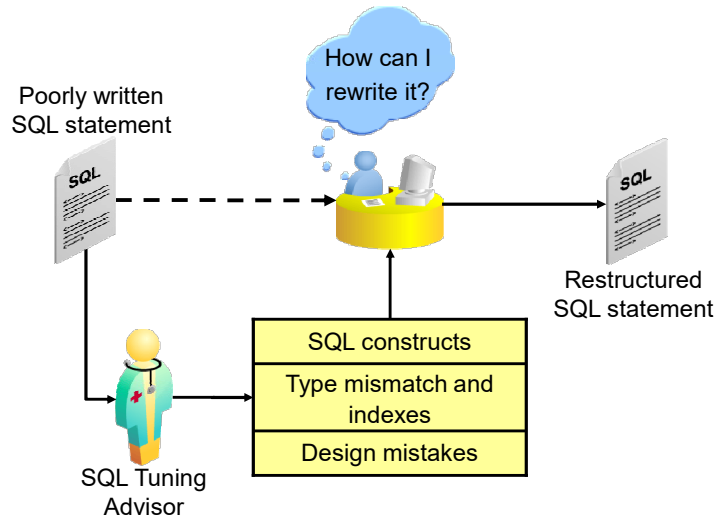 How can I
rewrite it?
Poorly written
SQL statement
SQL
SQL
Restructured
SQL statement
SQL constructs
Type mismatch and
indexes
Design mistakes
SQL Tuning
Advisor